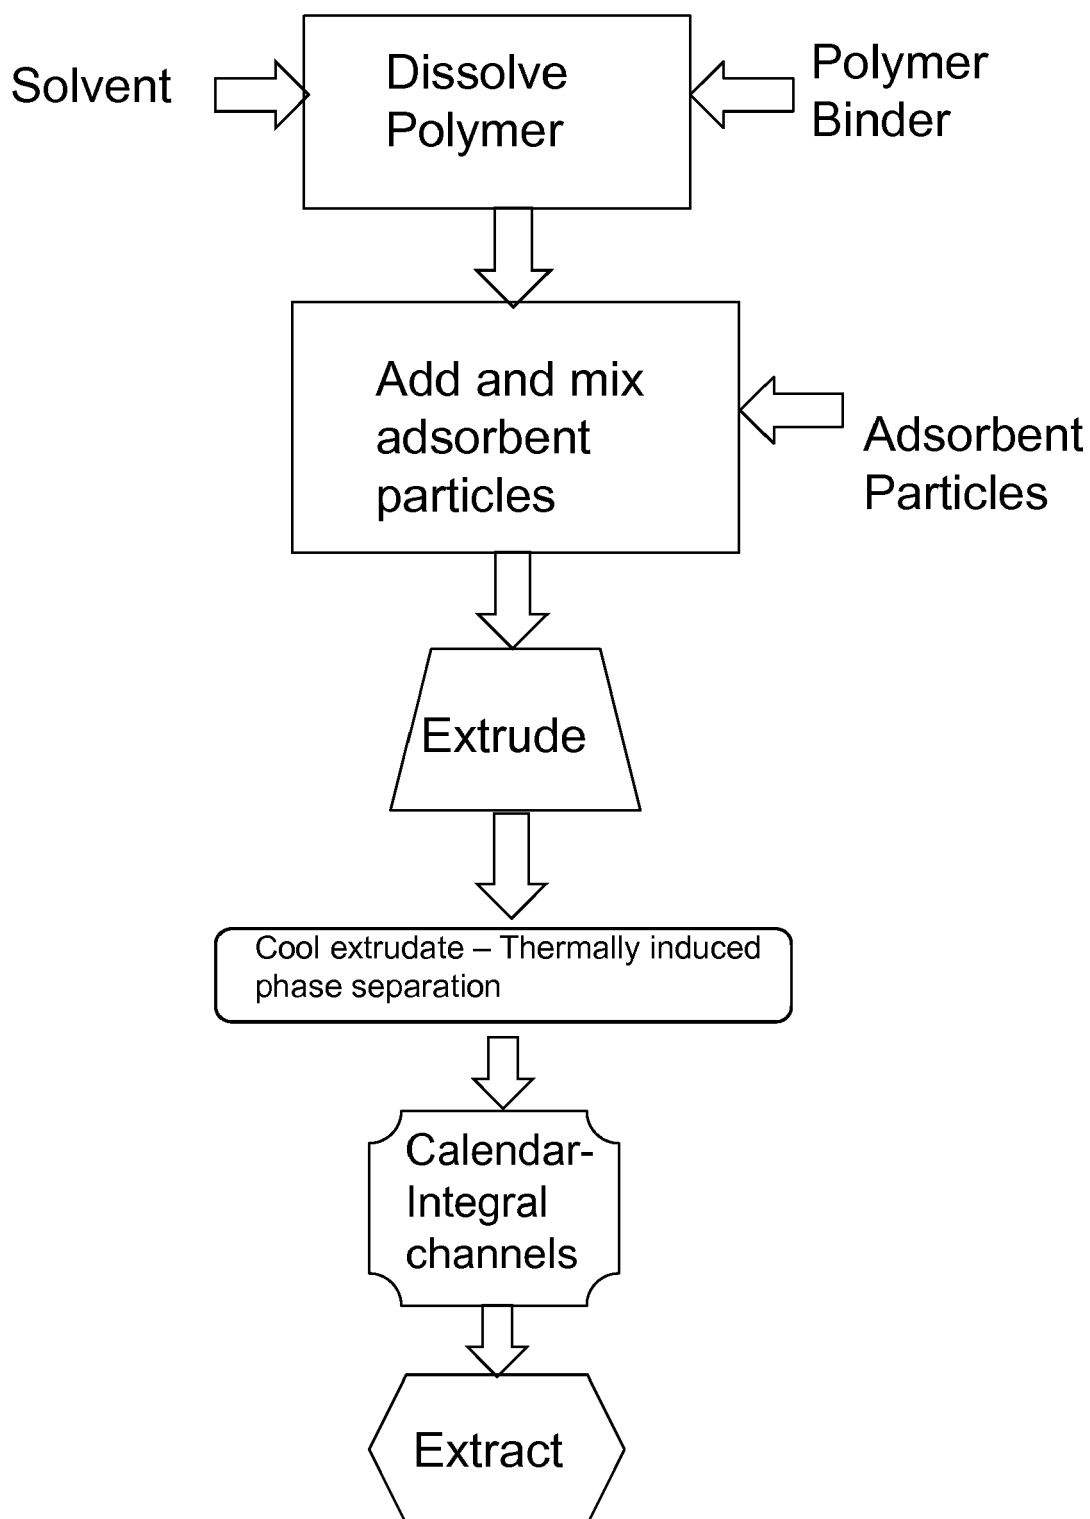 Solvent
Dissolve
Polymer
Polymer
Binder
Add and mix
adsorbent
particles
Adsorbent
Particles
Extrude
Cool extrudate – Thermally induced
phase separation
Calendar-
Integral
channels
Extract